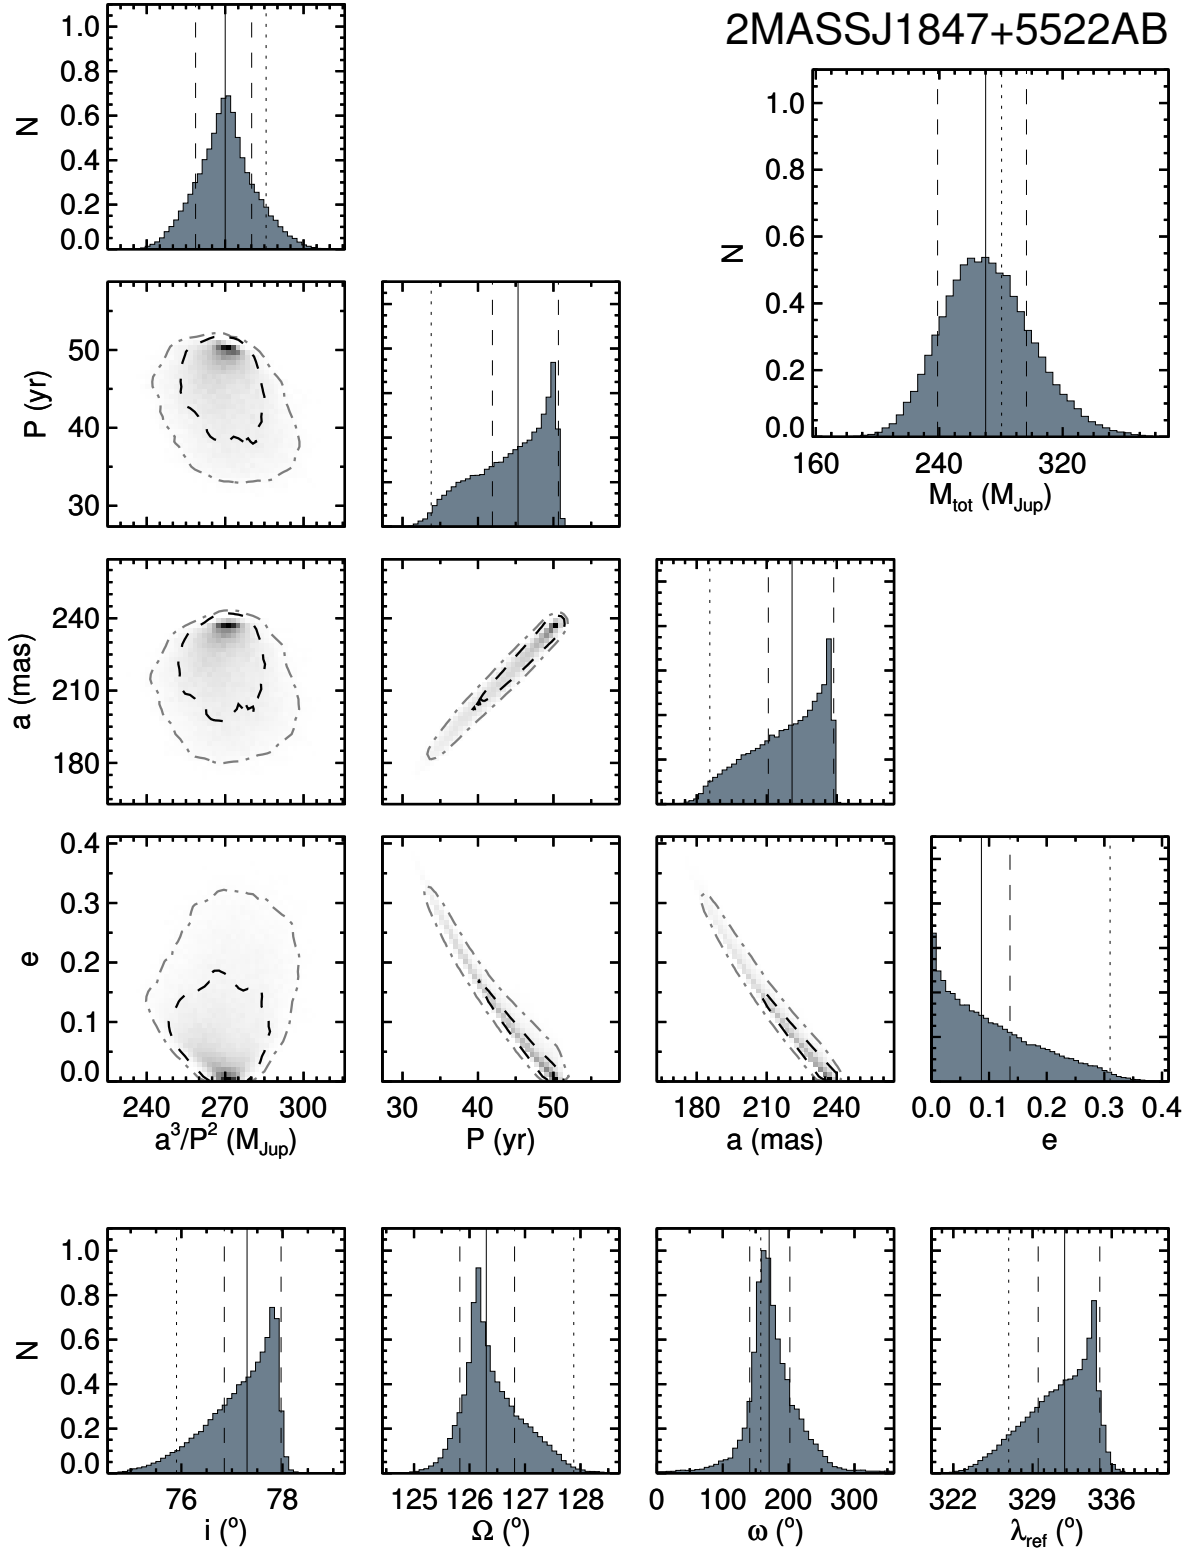 2MASSJ1847+5522AB
1.0
0.8
0.6
0.4
0.2
0.0
N
1.0
0.8
0.6
0.4
0.2
0.0
N
160 240 320
M_tot (M_Jup)
50
40
30
P (yr)
240
210
180
a (mas)
0.4
0.3
0.2
0.1
0.0
e
240 270 300
a³/P² (M_Jup)
30 40 50
P (yr)
180 210 240
a (mas)
0.0 0.1 0.2 0.3 0.4
e
1.0
0.8
0.6
0.4
0.2
0.0
N
76 78
i (°)
125 126 127 128
Ω (°)
0 100 200 300
ω (°)
322 329 336
λ_ref (°)